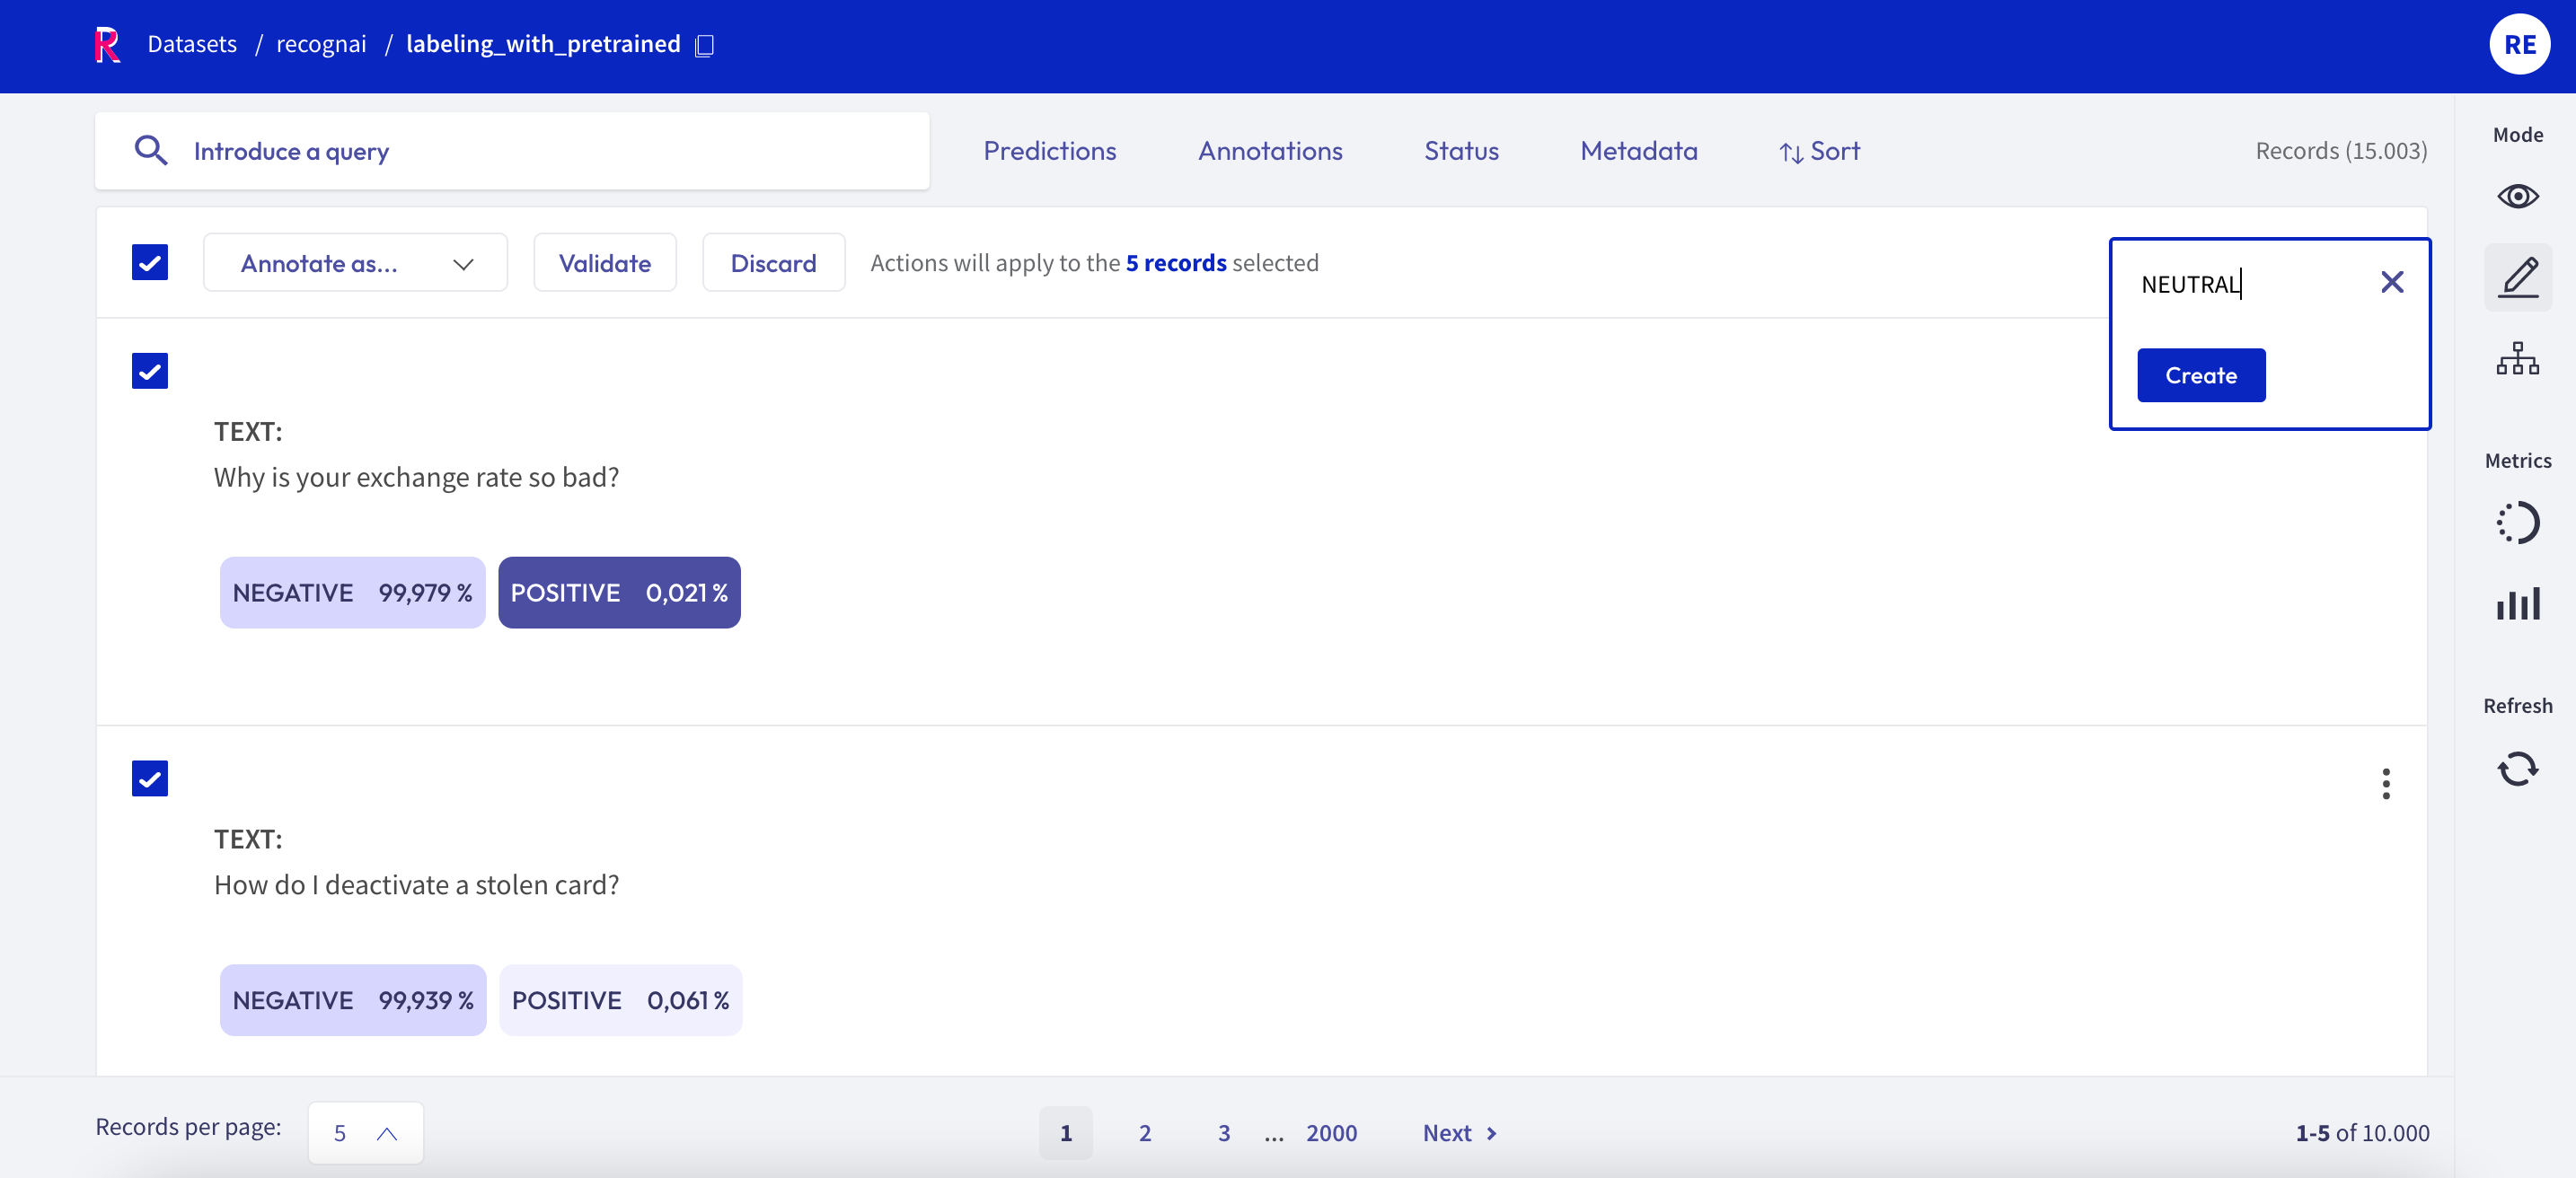 R Datasets / recognai / labeling_with_pretrained RE
Introduce a query Predictions Annotations Status Metadata Sort Records (15.003) Mode
Annotate as... Validate Discard Actions will apply to the 5 records selected
NEUTRAL
Create
TEXT:
Why is your exchange rate so bad?
NEGATIVE 99,979 % POSITIVE 0,021 %
Metrics
Refresh
TEXT:
How do I deactivate a stolen card?
NEGATIVE 99,939 % POSITIVE 0,061 %
Records per page: 5 1 2 3 ... 2000 Next 1-5 of 10.000